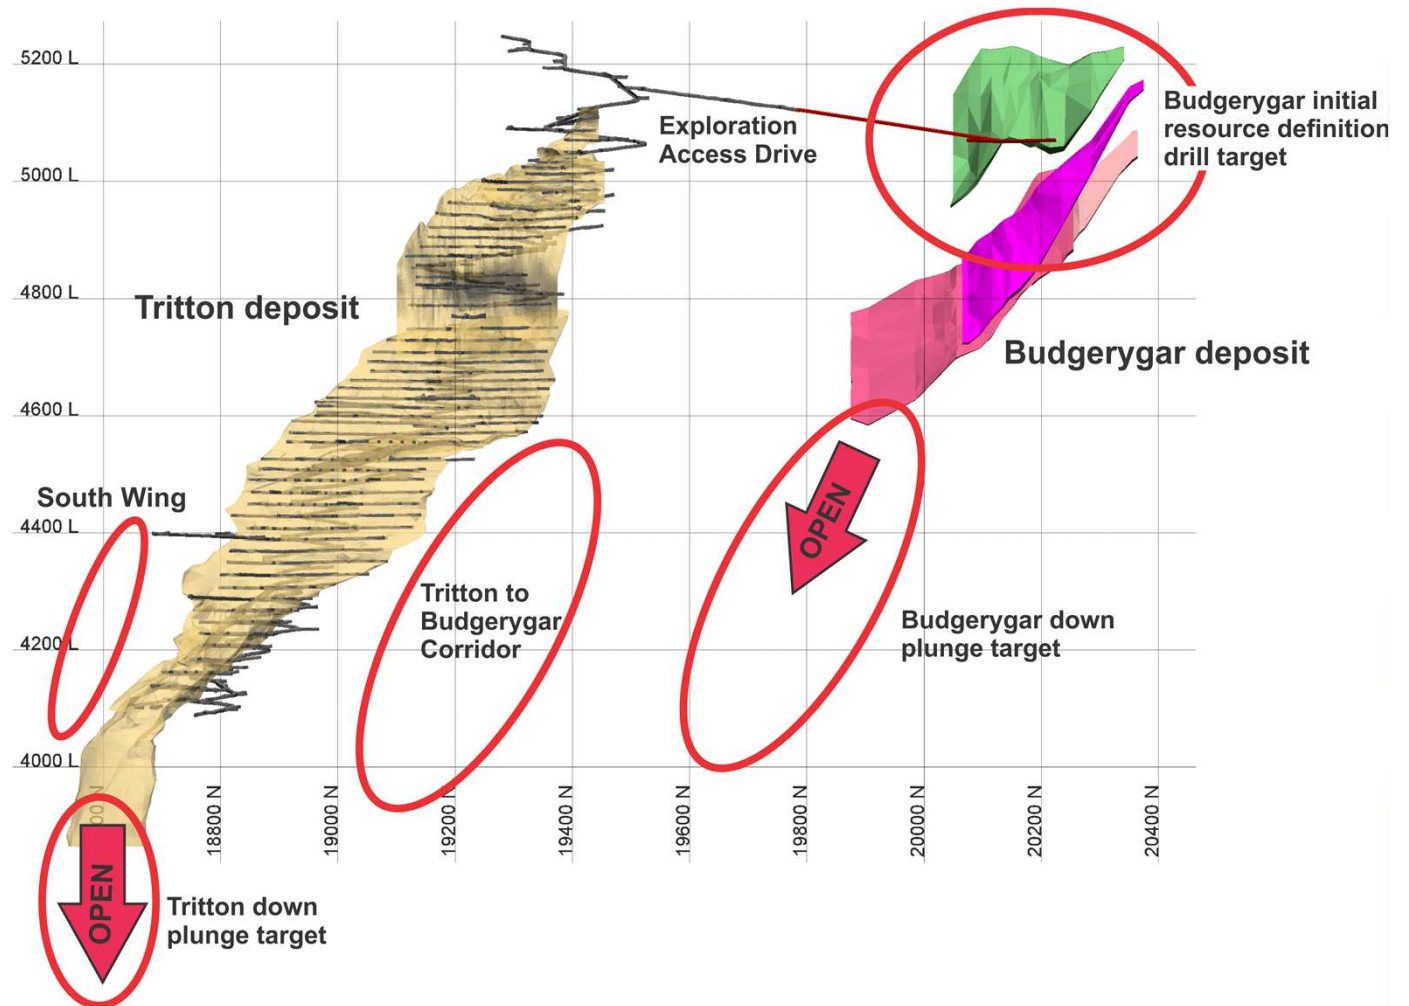 5200 L
Exploration
Access Drive
Budgerygar initial
resource definition
drill target
5000 L
4800 L
Tritton deposit
Budgerygar deposit
4600 L
OPEN
South Wing
4400 L
Tritton to
Budgerygar
Corridor
Budgerygar down
plunge target
4200 L
4000 L
18800 N
19000 N
19200 N
19400 N
19600 N
19800 N
20000 N
20200 N
20400 N
OPEN
Tritton down
plunge target